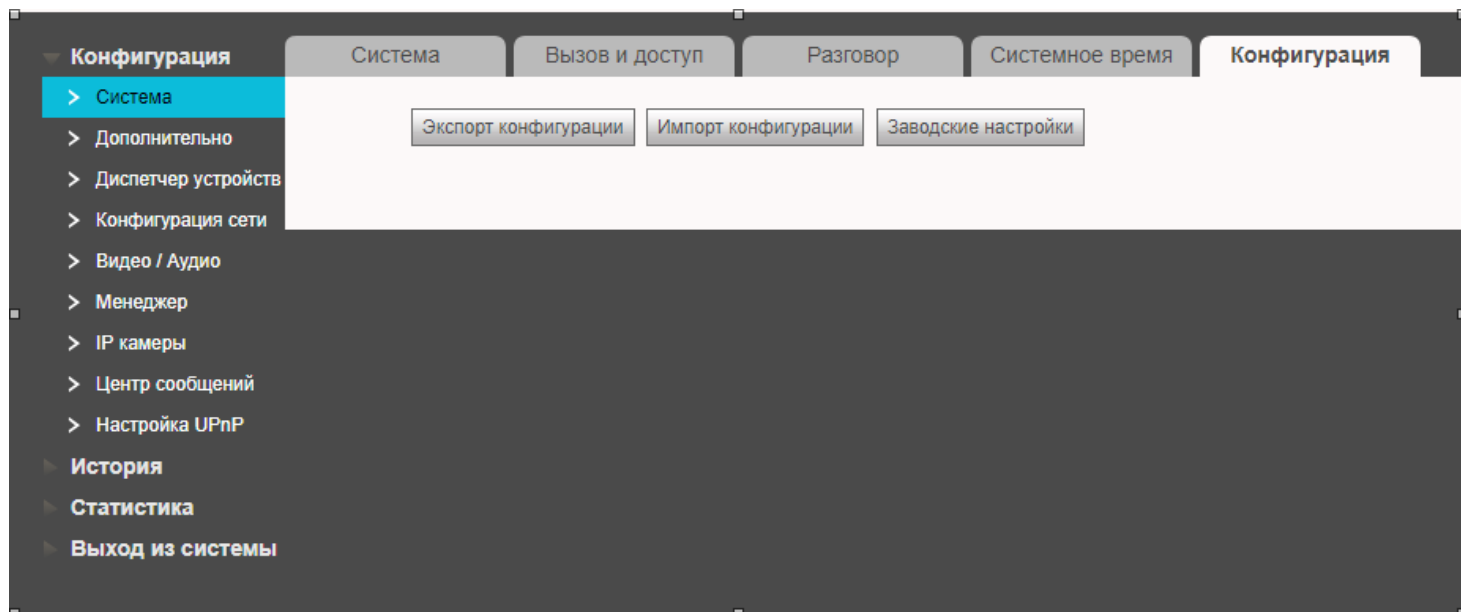 Конфигурация
Система
Вызов и доступ
Разговор
Системное время
Конфигурация
Система
Дополнительно
Диспетчер устройств
Конфигурация сети
Видео / Аудио
Менеджер
IP камеры
Центр сообщений
Настройка UPnP
История
Статистика
Выход из системы
Экспорт конфигурации
Импорт конфигурации
Заводские настройки